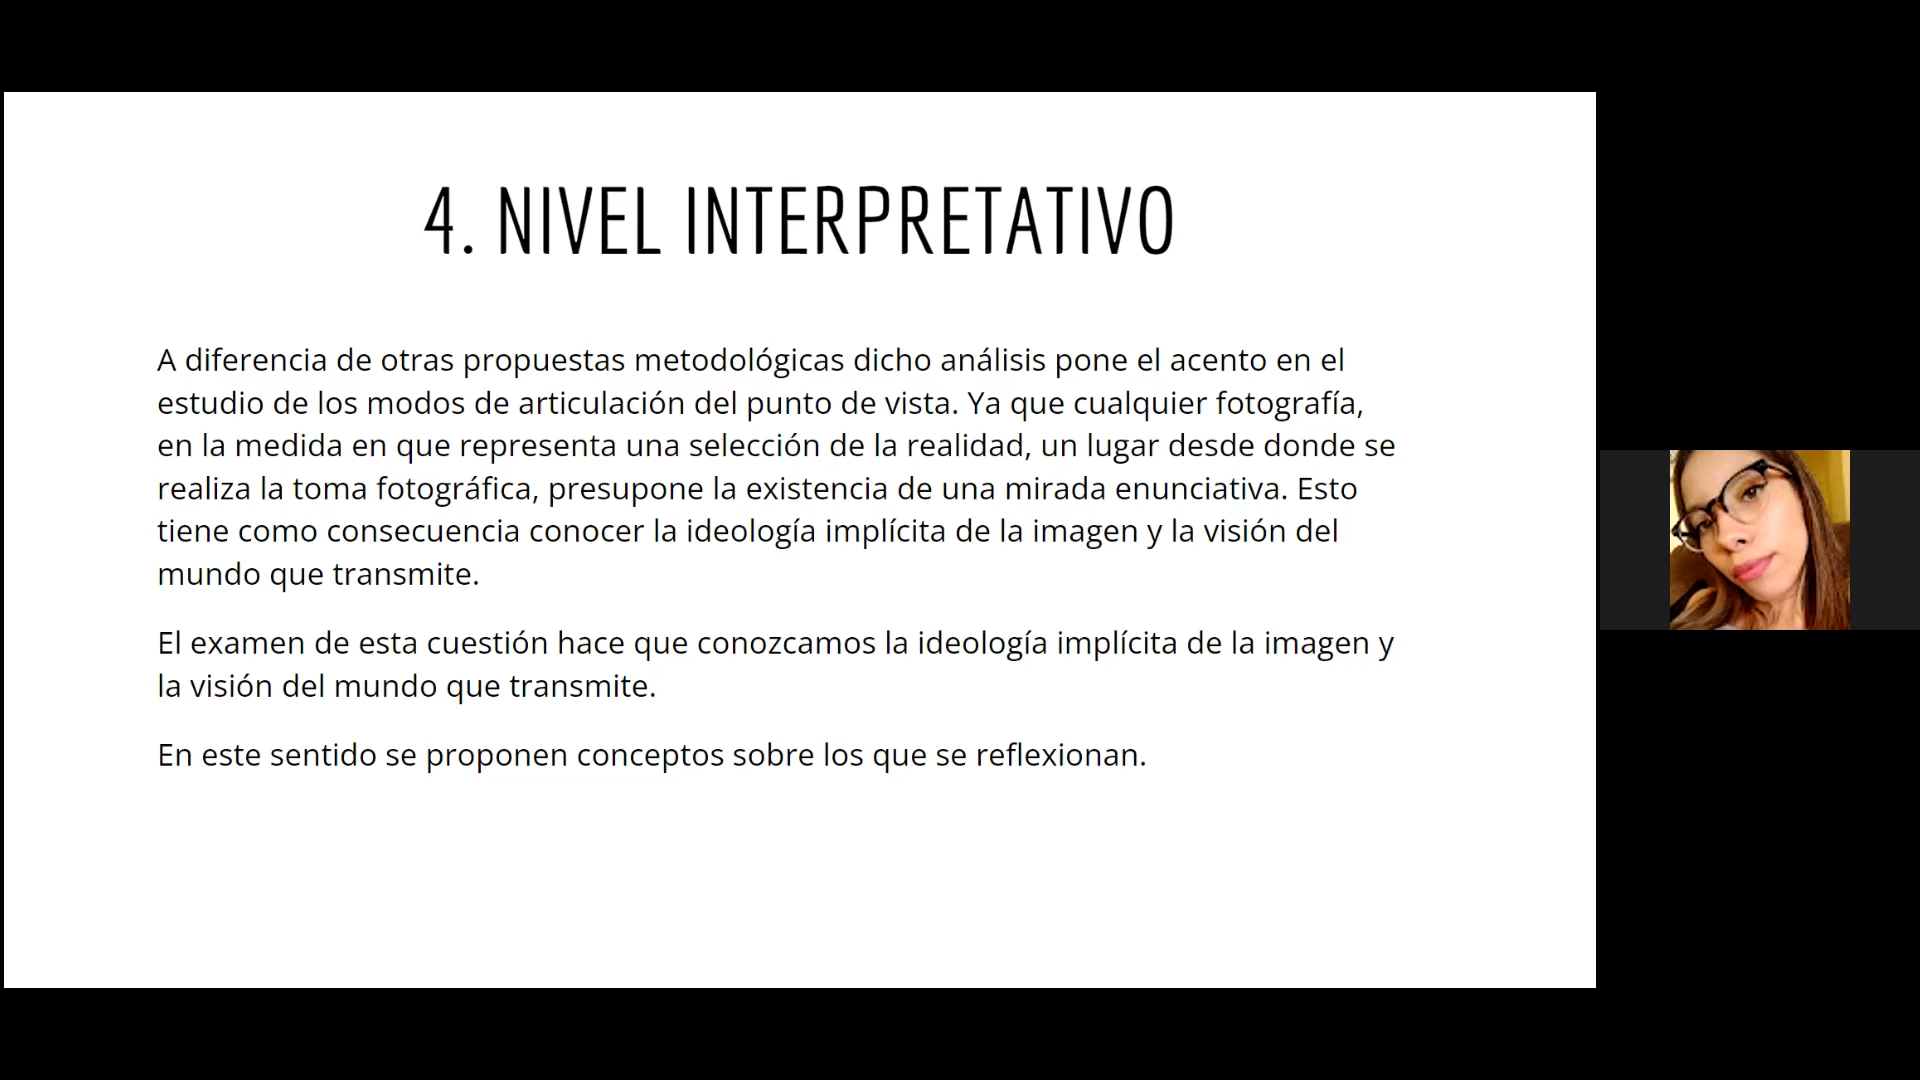 4. NIVEL INTERPRETATIVO
A diferencia de otras propuestas metodológicas dicho análisis pone el acento en el
estudio de los modos de articulación del punto de vista. Ya que cualquier fotografía,
en la medida en que representa una selección de la realidad, un lugar desde donde se
realiza la toma fotográfica, presupone la existencia de una mirada enunciativa. Esto
tiene como consecuencia conocer la ideología implícita de la imagen y la visión del
mundo que transmite.
El examen de esta cuestión hace que conozcamos la ideología implícita de la imagen y
la visión del mundo que transmite.
En este sentido se proponen conceptos sobre los que se reflexionan.